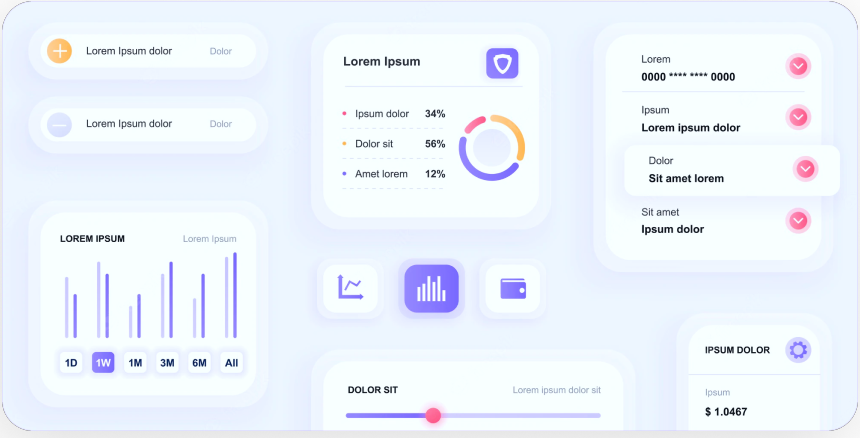 Lorem Ipsum dolor Dolor
Lorem Ipsum dolor Dolor
LOREM IPSUM Lorem Ipsum
1D 1W 1M 3M 6M All
Lorem Ipsum
Ipsum dolor 34%
Dolor sit 56%
Amet lorem 12%
DOLOR SIT Lorem ipsum dolor sit
Lorem
0000 **** **** 0000
Ipsum
Lorem ipsum dolor
Dolor
Sit amet lorem
Sit amet
Ipsum dolor
IPSUM DOLOR
Ipsum
$ 1.0467